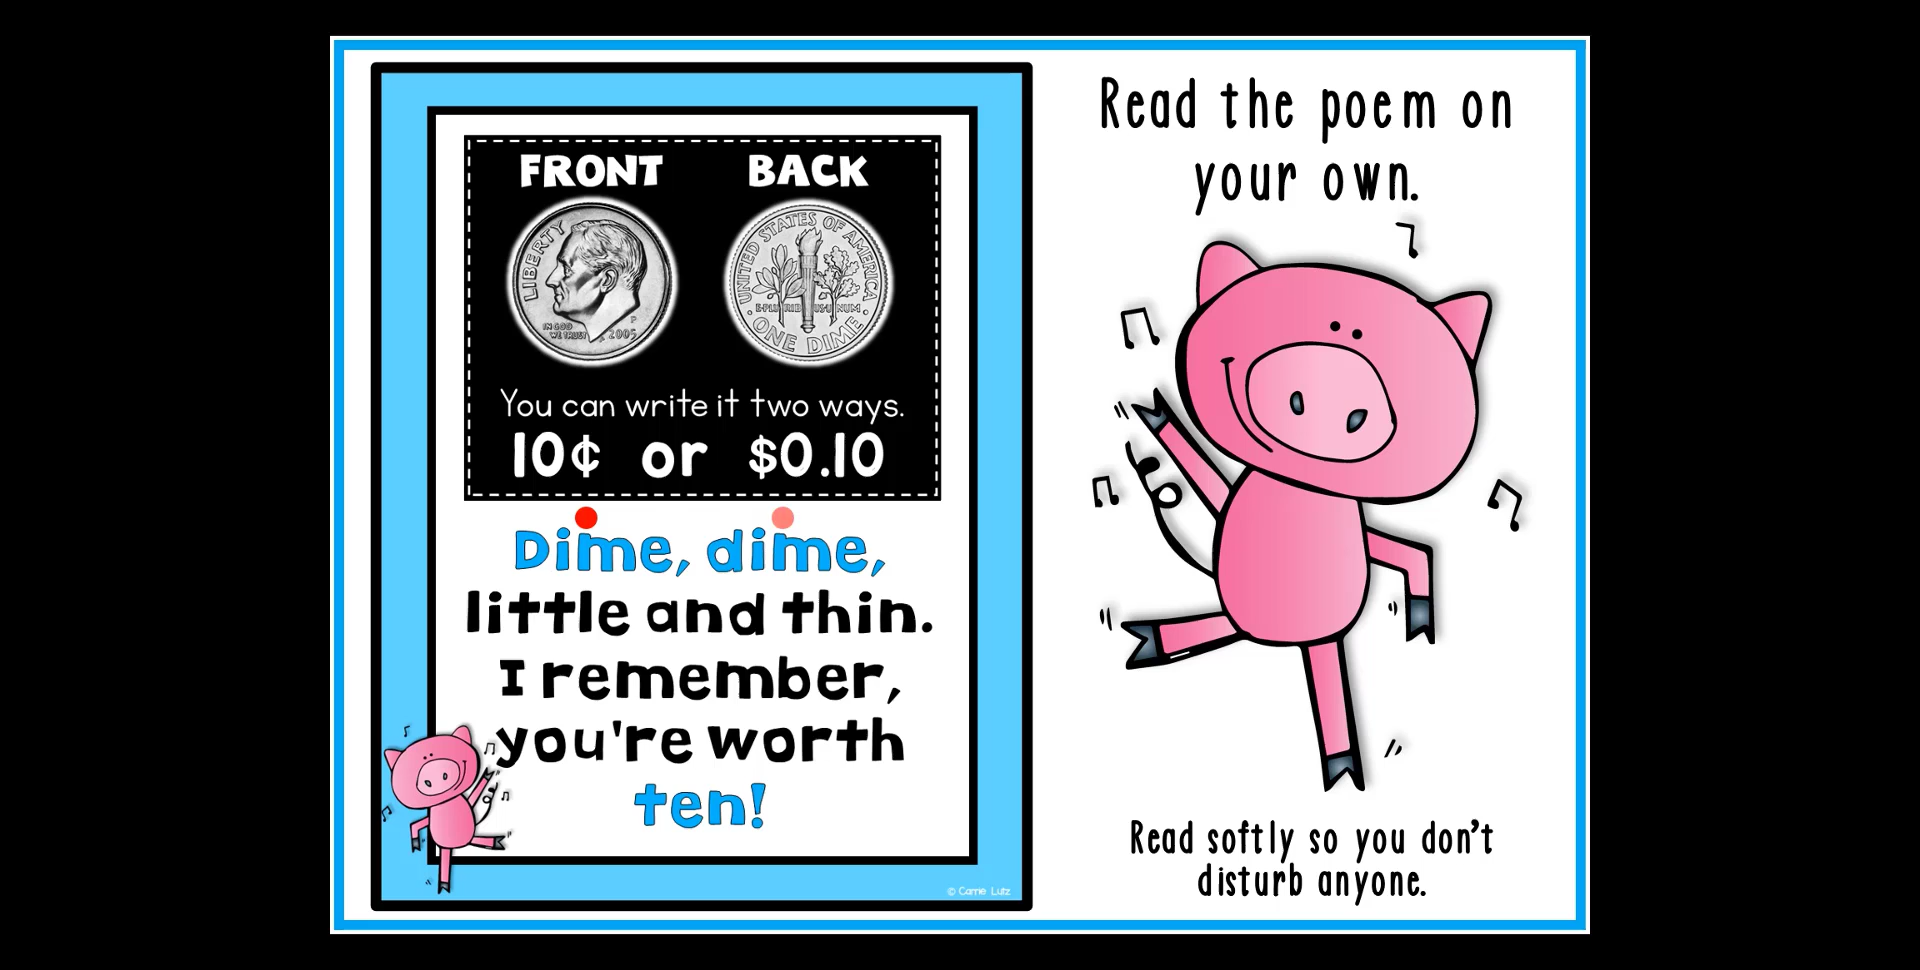 FRONT BACK
LIBERTY
IN GOD
WE TRUST
P
2005
UNITED STATES OF AMERICA
E PLURIBUS UNUM
ONE DIME
You can write it two ways.
10¢ or $0.10
Dime, dime,
little and thin.
I remember,
you're worth
ten!
© Carrie Lutz
Read the poem on
your own.
Read softly so you don't
disturb anyone.